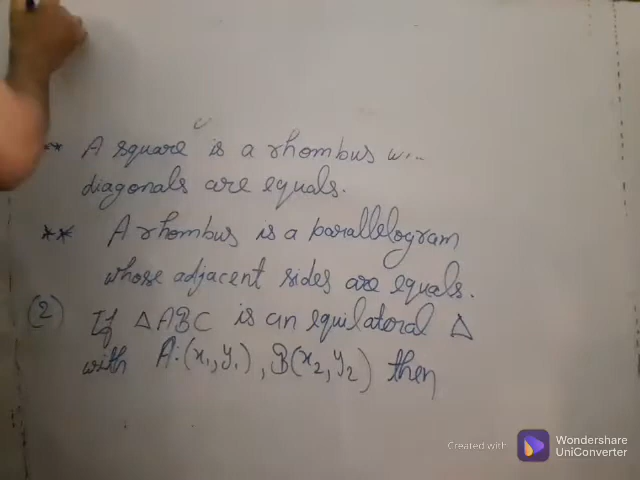 ** A square is a rhombus
diagonals are equals.
** A rhombus is a parallelogram
whose adjacent sides are equals.
(2) If △ABC is an equilatoral △
with A:(x₁,y₁), B(x₂,y₂) then
Created with Wondershare
UniConverter